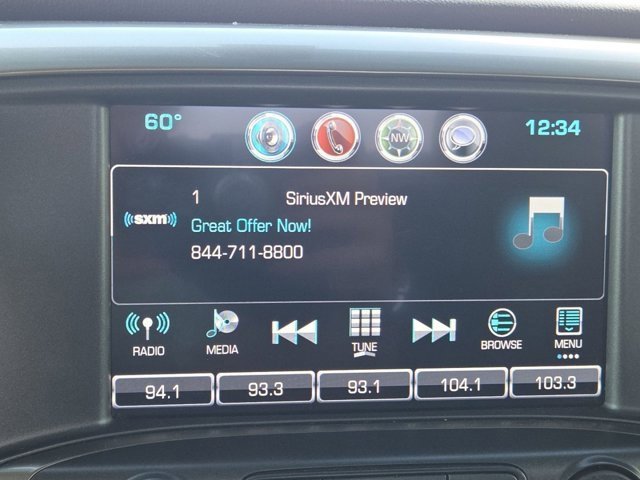 60°
NW
12:34
1 SiriusXM Preview
((sxm))
Great Offer Now!
844-711-8800
RADIO MEDIA TUNE BROWSE MENU
94.1 93.3 93.1 104.1 103.3